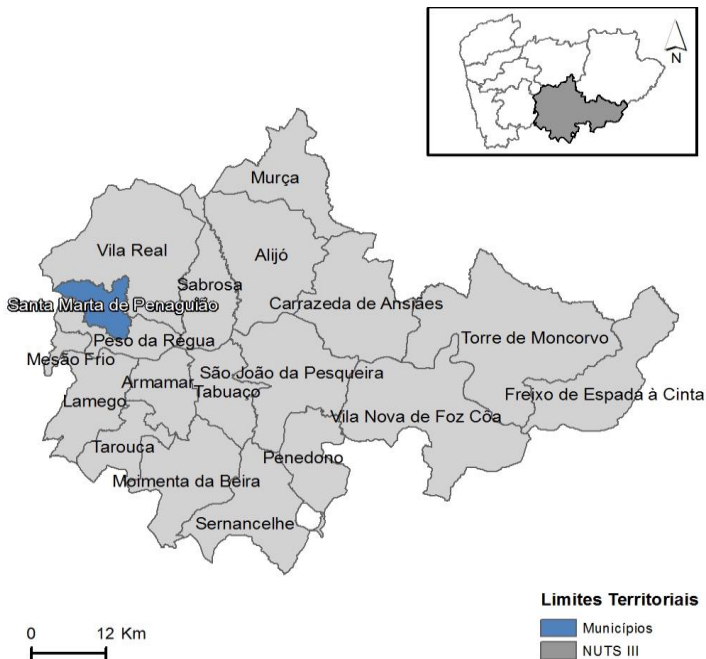 N
Murça
Vila Real
Alijó
Sabrosa
Santa Marta de Penaguião
Carrazeda de Ansiães
Peso da Régua
Torre de Moncorvo
Mesão Frio
São João da Pesqueira
Armamar
Tabuaço
Freixo de Espada à Cinta
Lamego
Vila Nova de Foz Côa
Tarouca
Penedono
Moimenta da Beira
Sernancelhe
Limites Territoriais
Municípios
NUTS III
0 12 Km